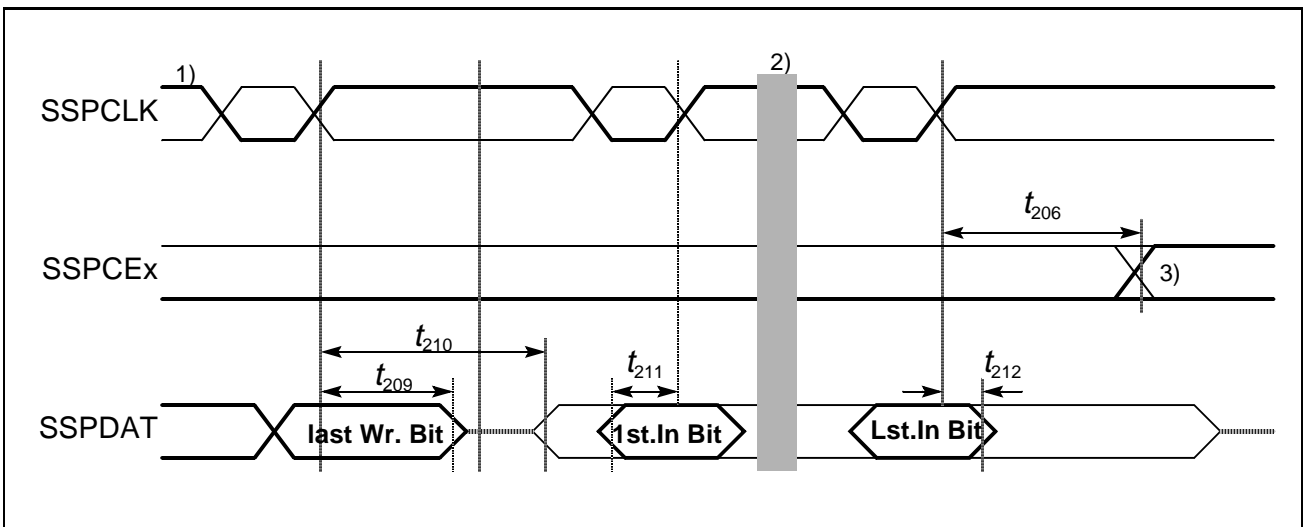 1)
2)
SSPCLK
t206
SSPCEx
3)
t210
t209
t211
t212
SSPDAT
last Wr. Bit
1st.In Bit
Lst.In Bit